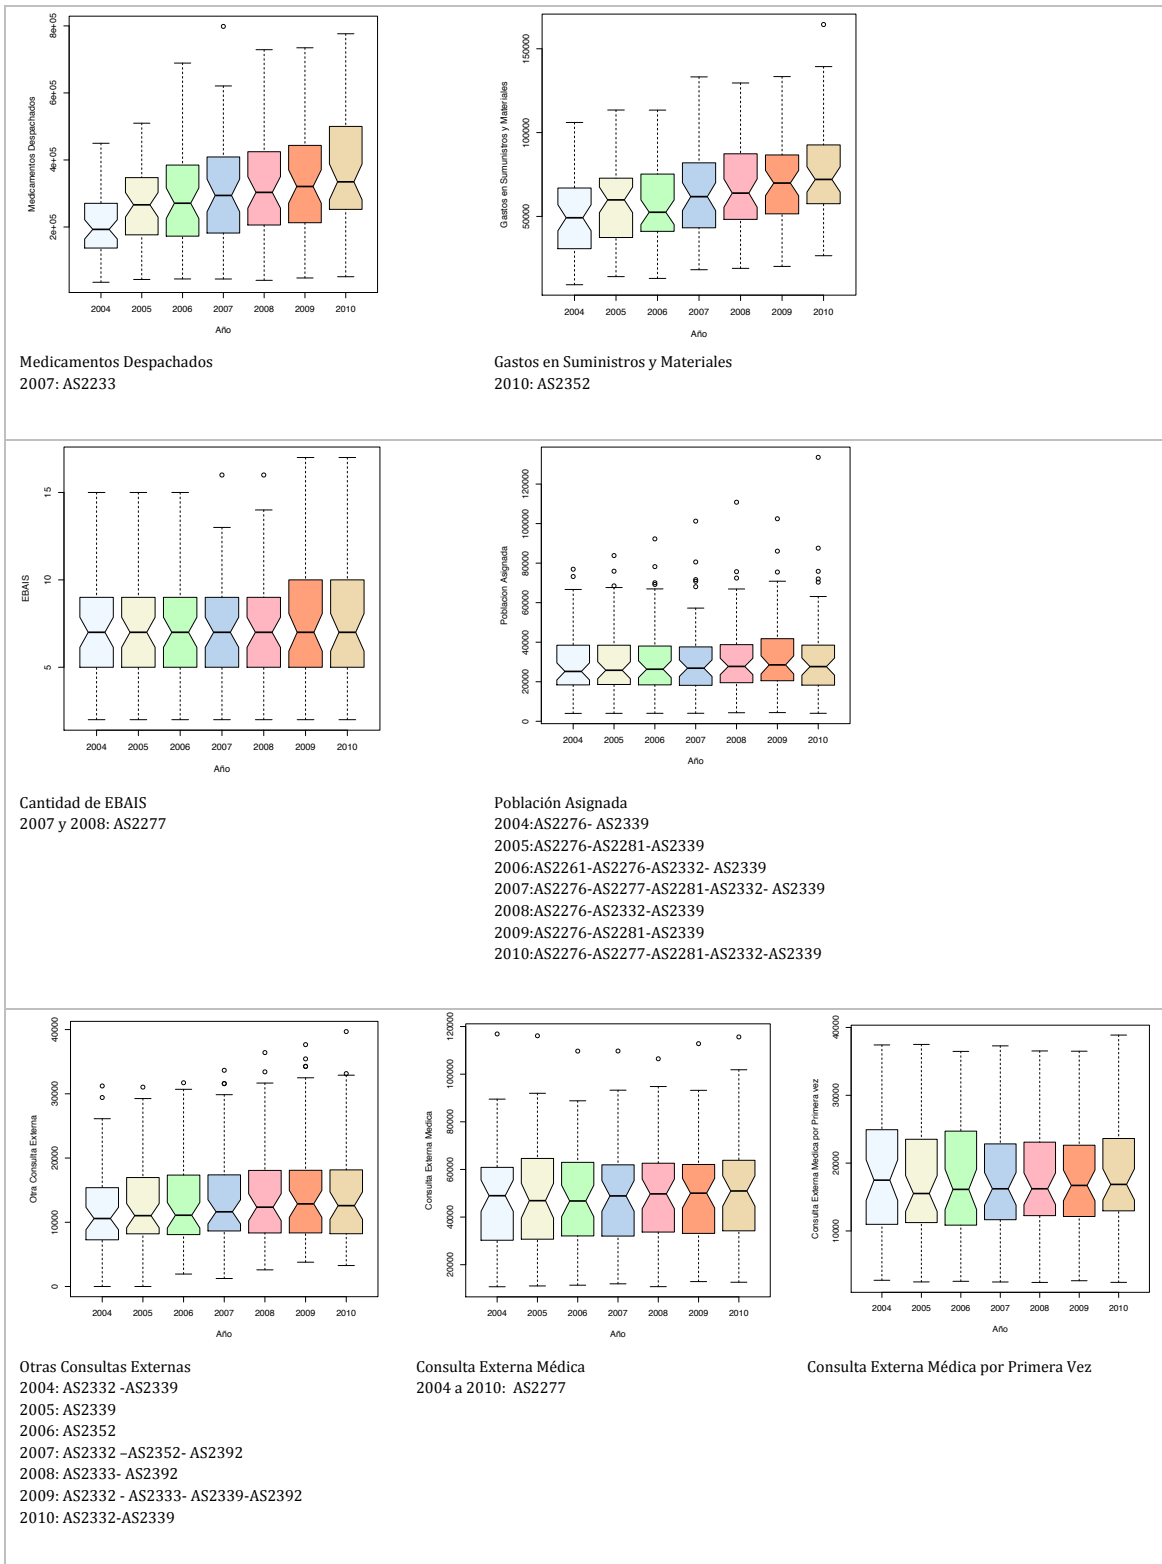 Medicamentos Despachados
2e+05 4e+05 6e+05 8e+05
2004 2005 2006 2007 2008 2009 2010
Año
Gastos en Sumunistros y Materiales
50000 100000 150000
2004 2005 2006 2007 2008 2009 2010
Año
Medicamentos Despachados
2007: AS2233
Gastos en Suministros y Materiales
2010: AS2352
EBAIS
5 10 15
2004 2005 2006 2007 2008 2009 2010
Año
Poblacion Asignada
0 20000 40000 60000 80000 100000 120000
2004 2005 2006 2007 2008 2009 2010
Año
Cantidad de EBAIS
2007 y 2008: AS2277
Población Asignada
2004:AS2276- AS2339
2005:AS2276-AS2281-AS2339
2006:AS2261-AS2276-AS2332- AS2339
2007:AS2276-AS2277-AS2281-AS2332- AS2339
2008:AS2276-AS2332-AS2339
2009:AS2276-AS2281-AS2339
2010:AS2276-AS2277-AS2281-AS2332-AS2339
Otra Consulta Externa
0 10000 20000 30000 40000
2004 2005 2006 2007 2008 2009 2010
Año
Consulta Externa Medica
20000 40000 60000 80000 100000 120000
2004 2005 2006 2007 2008 2009 2010
Año
Consulta Externa Medica por Primera vez
10000 20000 30000 40000
2004 2005 2006 2007 2008 2009 2010
Año
Otras Consultas Externas
2004: AS2332 -AS2339
2005: AS2339
2006: AS2352
2007: AS2332 –AS2352- AS2392
2008: AS2333- AS2392
2009: AS2332 - AS2333- AS2339-AS2392
2010: AS2332-AS2339
Consulta Externa Médica
2004 a 2010:  AS2277
Consulta Externa Médica por Primera Vez